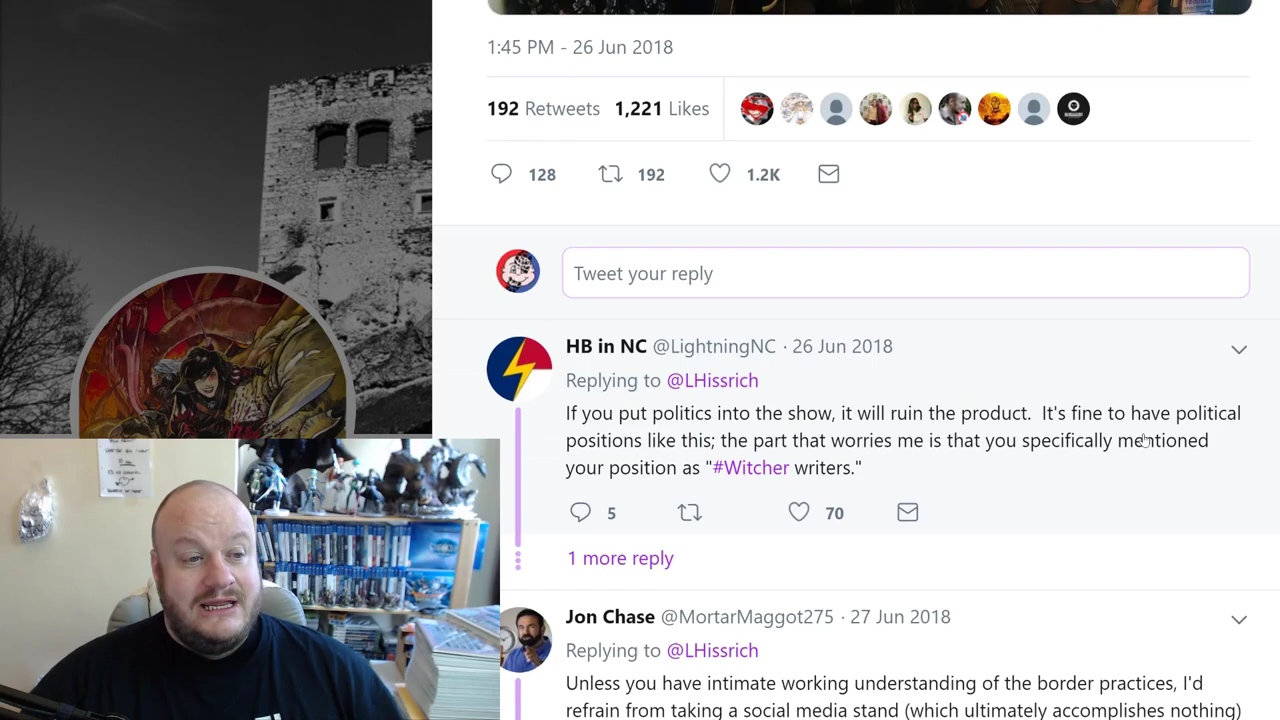 1:45 PM - 26 Jun 2018
192 Retweets 1,221 Likes
128 192 1.2K
Tweet your reply
HB in NC @LightningNC · 26 Jun 2018
Replying to @LHissrich
If you put politics into the show, it will ruin the product. It's fine to have political
positions like this; the part that worries me is that you specifically mentioned
your position as "#Witcher writers."
5 70
1 more reply
Jon Chase @MortarMaggot275 · 27 Jun 2018
Replying to @LHissrich
Unless you have intimate working understanding of the border practices, I'd
refrain from taking a social media stand (which ultimately accomplishes nothing)